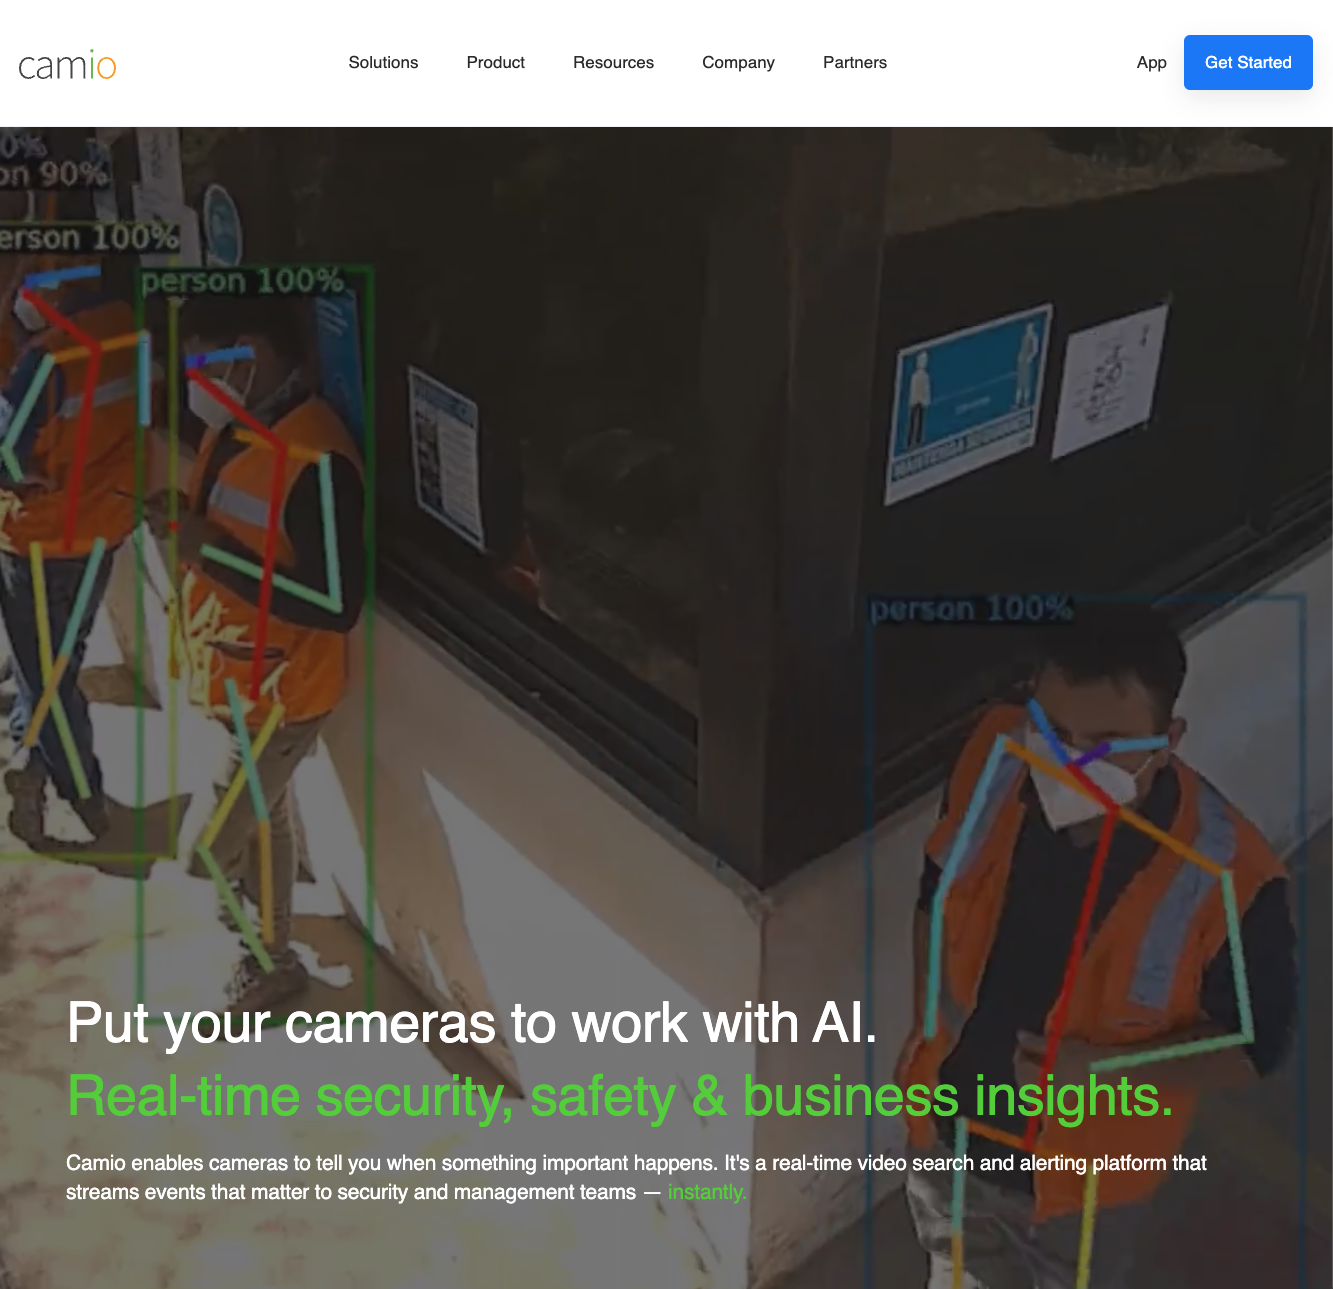 camio
Solutions Product Resources Company Partners App Get Started
0%
on 90%
erson 100%
person 100%
person 100%
Put your cameras to work with AI.
Real-time security, safety & business insights.
Camio enables cameras to tell you when something important happens. It's a real-time video search and alerting platform that
streams events that matter to security and management teams — instantly.